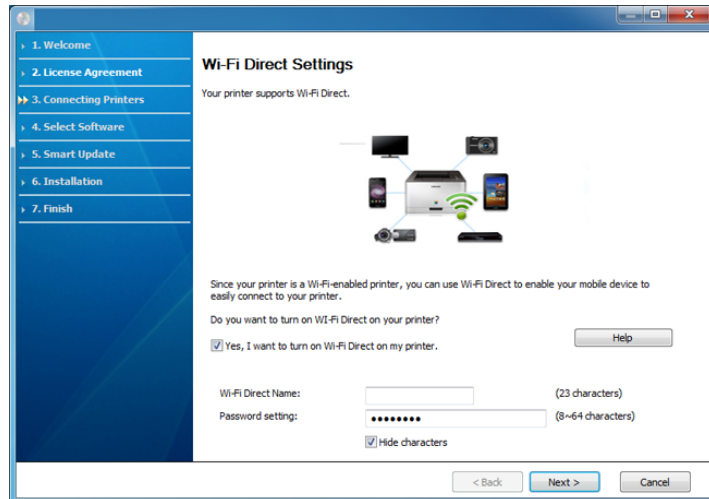 1. Welcome
2. License Agreement
3. Connecting Printers
4. Select Software
5. Smart Update
6. Installation
7. Finish
Wi-Fi Direct Settings
Your printer supports Wi-Fi Direct.
Since your printer is a Wi-Fi-enabled printer, you can use Wi-Fi Direct to enable your mobile device to
easily connect to your printer.
Do you want to turn on WI-Fi Direct on your printer?
Yes, I want to turn on Wi-Fi Direct on my printer.
Help
Wi-Fi Direct Name:
(23 characters)
Password setting:
●●●●●●●●
(8~64 characters)
Hide characters
< Back
Next >
Cancel